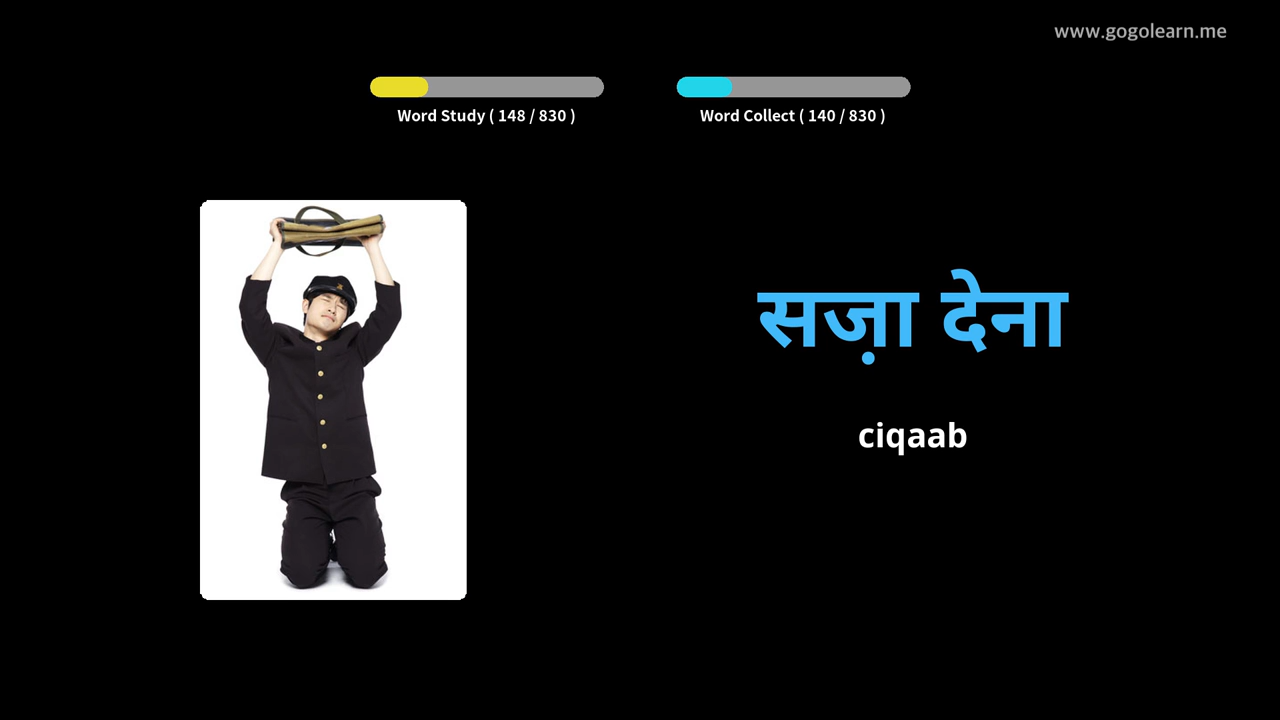 www.gogolearn.me
Word Study ( 148 / 830 )
Word Collect ( 140 / 830 )
सज़ा देना
ciqaab